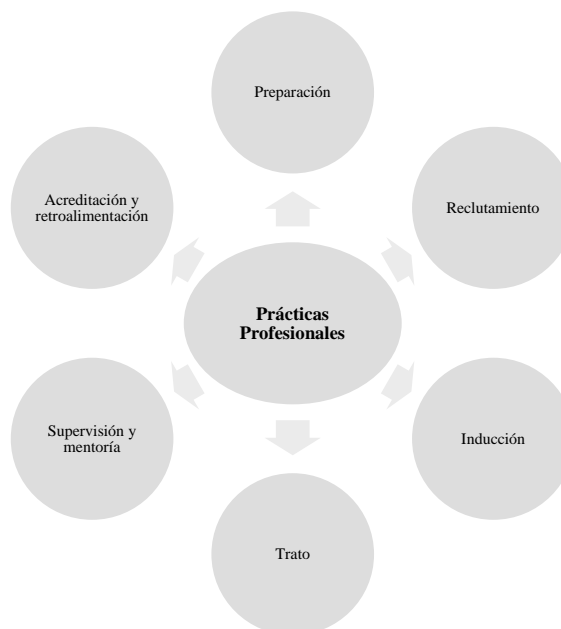 Preparación
Acreditación y
retroalimentación
Reclutamiento
Prácticas
Profesionales
Supervisión y
mentoría
Inducción
Trato